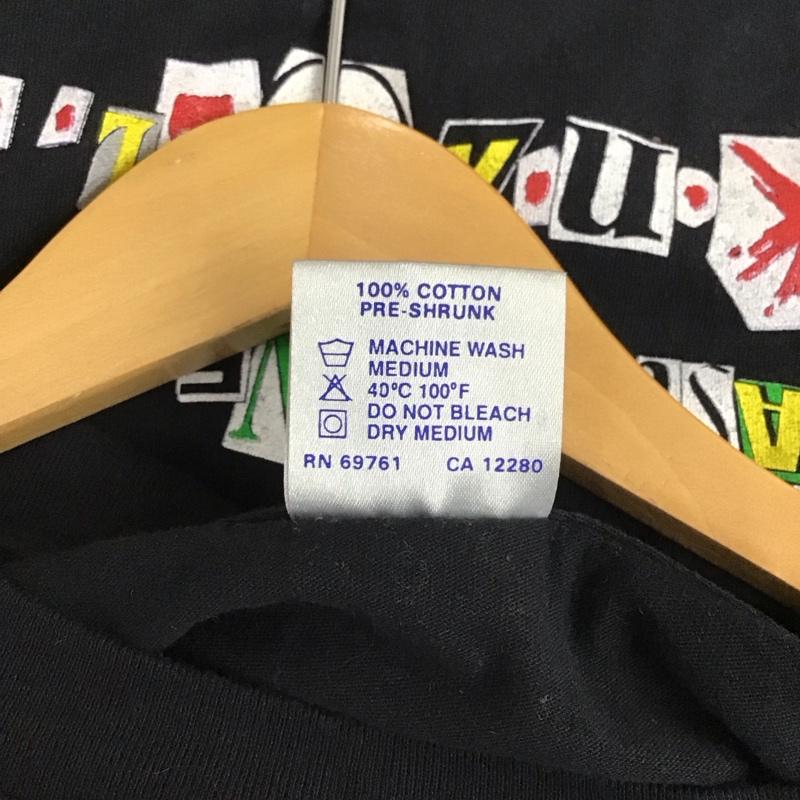 100% COTTON
PRE-SHRUNK
MACHINE WASH
MEDIUM
40°C 100°F
DO NOT BLEACH
DRY MEDIUM
RN 69761 CA 12280